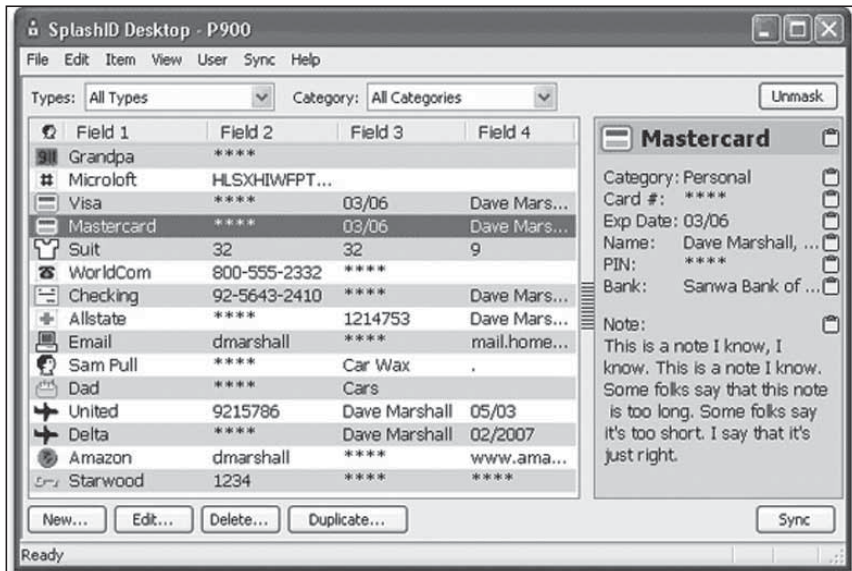 SplashID Desktop - P900
File Edit Item View User Sync Help
Types: All Types Category: All Categories Unmask
Field 1 Field 2 Field 3 Field 4
911 Grandpa ****
# Microloft HLSXHIWFPT...
Visa **** 03/06 Dave Mars...
Mastercard **** 03/06 Dave Mars...
Suit 32 32 9
WorldCom 800-555-2332 ****
Checking 92-5643-2410 **** Dave Mars...
Allstate **** 1214753 Dave Mars...
Email dmarshall **** mail.home...
Sam Pull **** Car Wax .
Dad **** Cars
United 9215786 Dave Marshall 05/03
Delta **** Dave Marshall 02/2007
Amazon dmarshall **** www.ama...
Starwood 1234 **** ****
Mastercard
Category: Personal
Card #: ****
Exp Date: 03/06
Name: Dave Marshall, ...
PIN: ****
Bank: Sanwa Bank of ...
Note:
This is a note I know, I
know. This is a note I know.
Some folks say that this note
is too long. Some folks say
it's too short. I say that it's
just right.
New... Edit... Delete... Duplicate... Sync
Ready